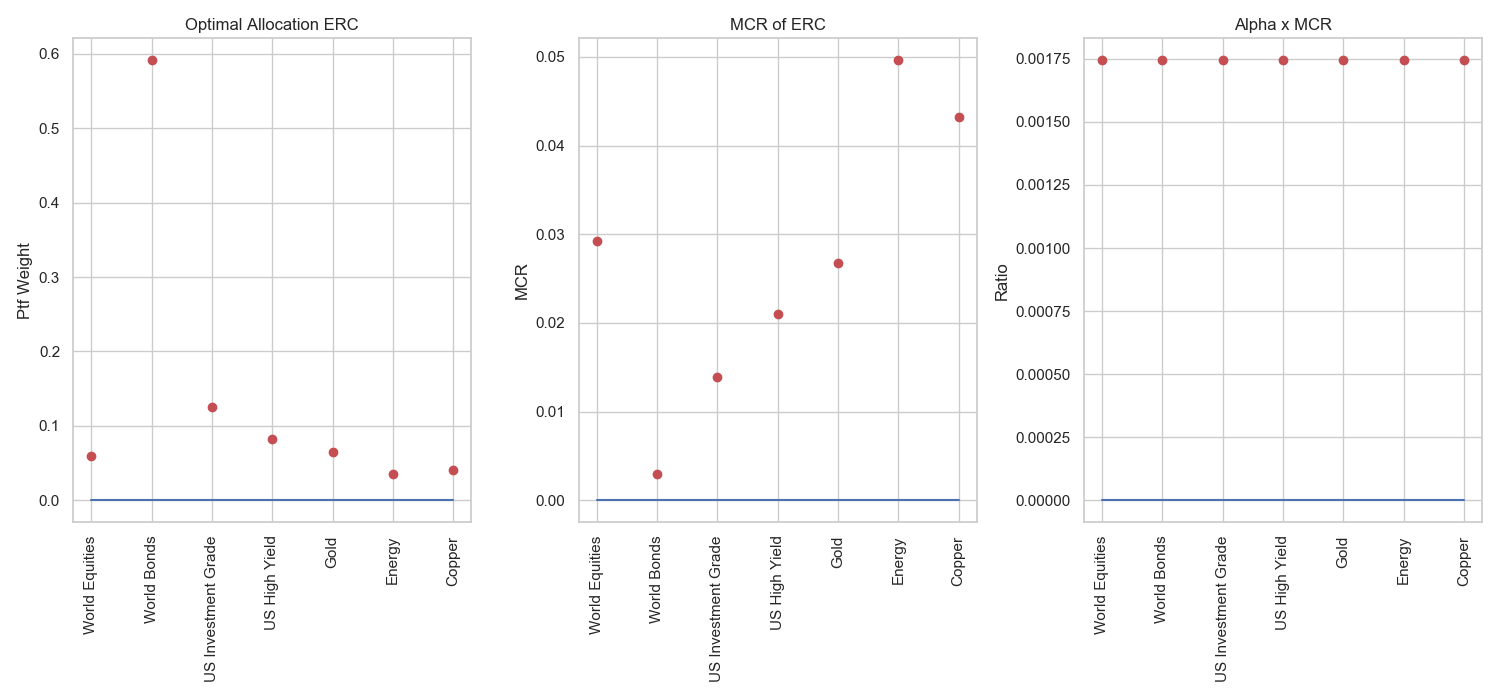 Optimal Allocation ERC
Ptf Weight
0.6
0.5
0.4
0.3
0.2
0.1
0.0
World Equities
World Bonds
US Investment Grade
US High Yield
Gold
Energy
Copper
MCR of ERC
MCR
0.05
0.04
0.03
0.02
0.01
0.00
World Equities
World Bonds
US Investment Grade
US High Yield
Gold
Energy
Copper
Alpha x MCR
Ratio
0.00175
0.00150
0.00125
0.00100
0.00075
0.00050
0.00025
0.00000
World Equities
World Bonds
US Investment Grade
US High Yield
Gold
Energy
Copper